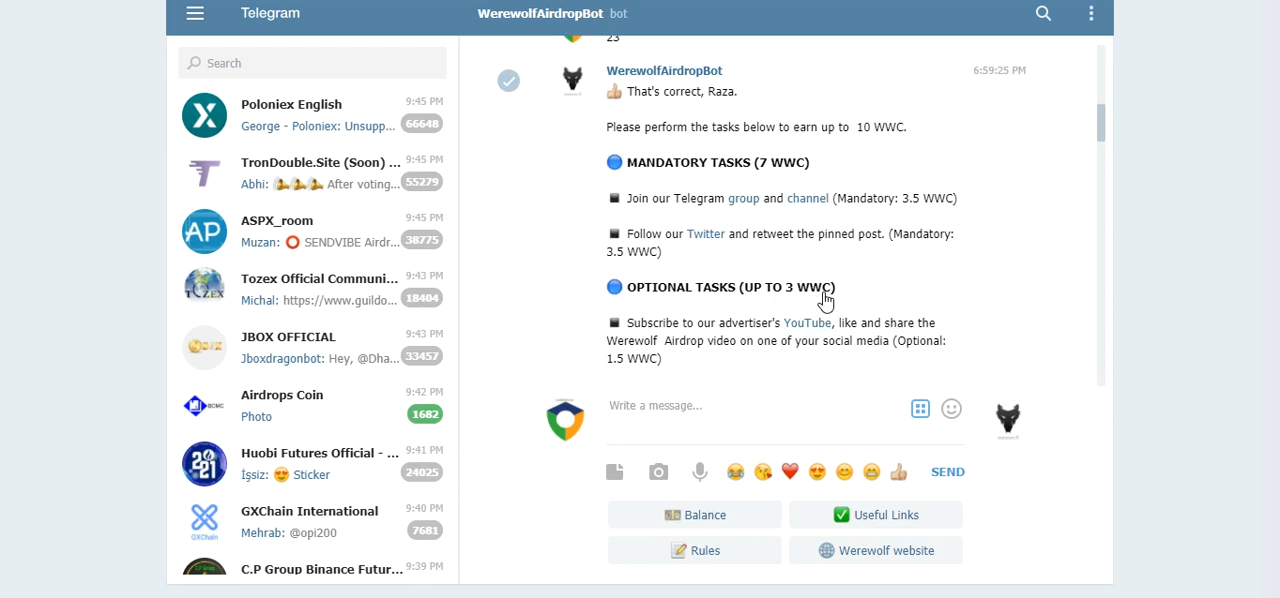 Telegram
WerewolfAirdropBot bot
Search
Poloniex English 9:45 PM
George - Poloniex: Unsupp... 66648
TronDouble.Site (Soon) ... 9:45 PM
Abhi: 🎉🎉🎉 After voting... 55279
AP
ASPX_room 9:45 PM
Muzan: ⭕ SENDVIBE Airdr... 38775
TOZEX
Tozex Official Communi... 9:43 PM
Michal: https://www.guildo... 18404
JBOX OFFICIAL 9:43 PM
Jboxdragonbot: Hey, @Dha... 33457
BCMC
Airdrops Coin 9:42 PM
Photo 1682
2021
Huobi Futures Official - ... 9:41 PM
İşsiz: 😍 Sticker 24025
GXChain
GXChain International 9:40 PM
Mehrab: @opi200 7681
C.P Group Binance Futur... 9:39 PM
23
WerewolfAirdropBot 6:59:25 PM
👍 That's correct, Raza.
Please perform the tasks below to earn up to 10 WWC.
🔵 MANDATORY TASKS (7 WWC)
▪ Join our Telegram group and channel (Mandatory: 3.5 WWC)
▪ Follow our Twitter and retweet the pinned post. (Mandatory:
3.5 WWC)
🔵 OPTIONAL TASKS (UP TO 3 WWC)
▪ Subscribe to our advertiser's YouTube, like and share the
Werewolf Airdrop video on one of your social media (Optional:
1.5 WWC)
Write a message...
😂 😘 ❤️ 😍 😊 😁 👍 SEND
💵 Balance
✅ Useful Links
📝 Rules
🌐 Werewolf website